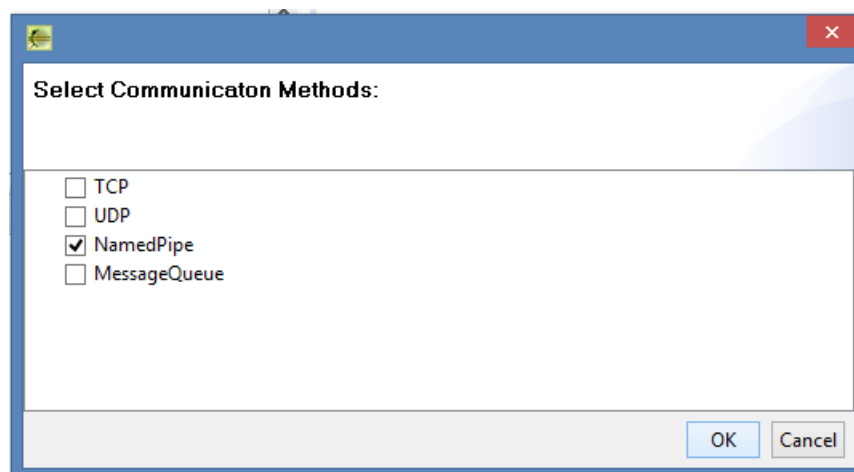 Select Communicaton Methods:
TCP
UDP
NamedPipe
MessageQueue
OK Cancel